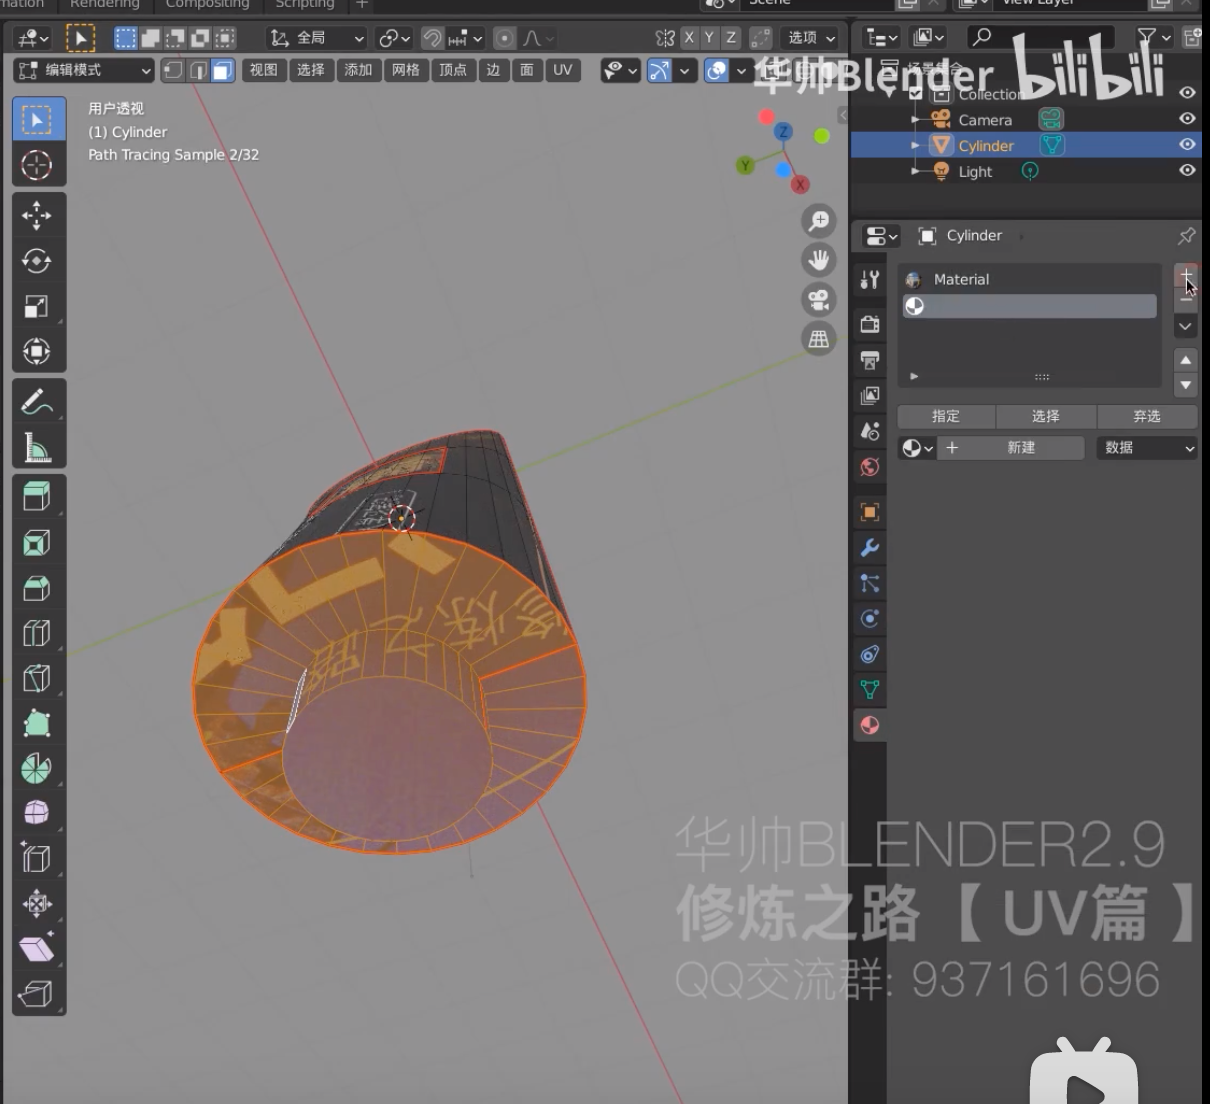 mation Rendering Compositing Scripting + Scene View Layer
全局 X Y Z 选项
编辑模式 视图 选择 添加 网格 顶点 边 面 UV
华帅Blender bilibili
用户透视
(1) Cylinder
Path Tracing Sample 2/32
Z
Y
X
场景集合
Collection
Camera
Cylinder
Light
Cylinder
Material
指定 选择 弃选
新建 数据
修炼之路
华帅BLENDER2.9
修炼之路【 UV篇 】
QQ交流群: 937161696